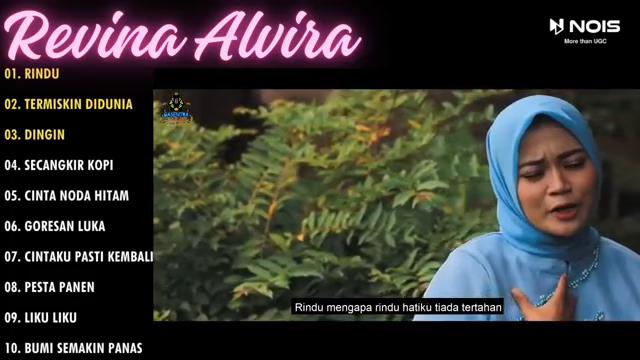 Revina Alvira
NOIS
More than UGC
01. RINDU
02. TERMISKIN DIDUNIA
03. DINGIN
04. SECANGKIR KOPI
05. CINTA NODA HITAM
06. GORESAN LUKA
07. CINTAKU PASTI KEMBALI
08. PESTA PANEN
09. LIKU LIKU
10. BUMI SEMAKIN PANAS
Rindu mengapa rindu hatiku tiada tertahan